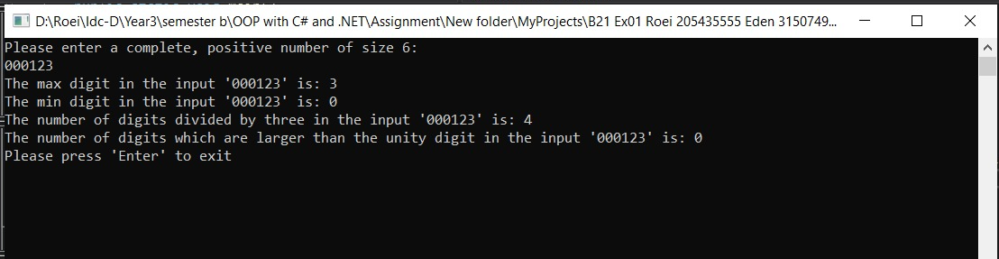 D:\Roei\Idc-D\Year3\semester b\OOP with C# and .NET\Assignment\New folder\MyProjects\B21 Ex01 Roei 205435555 Eden 3150749...
Please enter a complete, positive number of size 6:
000123
The max digit in the input '000123' is: 3
The min digit in the input '000123' is: 0
The number of digits divided by three in the input '000123' is: 4
The number of digits which are larger than the unity digit in the input '000123' is: 0
Please press 'Enter' to exit